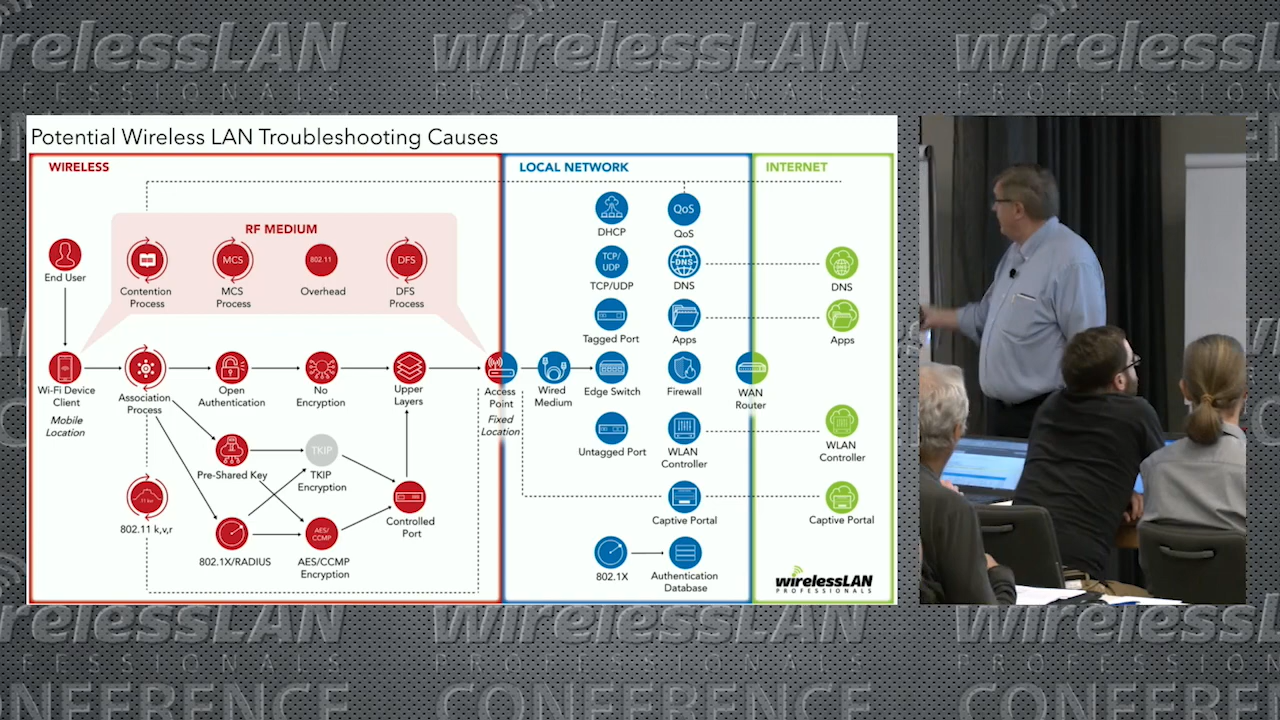 wirelessLAN
wirelessLAN
wirelessLAN
PROFESSIONALS
Potential Wireless LAN Troubleshooting Causes
WIRELESS
LOCAL NETWORK
INTERNET
RF MEDIUM
End User
Contention
Process
MCS
MCS
Process
802.11
Overhead
DFS
DFS
Process
DHCP
QoS
QoS
TCP/
UDP
TCP/UDP
DNS
DNS
DNS
Tagged Port
Apps
Apps
Wi-Fi Device
Client
Mobile
Location
Association
Process
Open
Authentication
No
Encryption
Upper
Layers
Access
Point
Fixed
Location
Wired
Medium
Edge Switch
Firewall
WAN
Router
Pre-Shared Key
TKIP
TKIP
Encryption
Untagged Port
WLAN
Controller
WLAN
Controller
11 kvr
802.11 k,v,r
802.1X/RADIUS
AES/
CCMP
AES/CCMP
Encryption
Controlled
Port
Captive Portal
Captive Portal
802.1X
Authentication
Database
wirelessLAN
PROFESSIONALS
wirelessLAN
wirelessLAN
wirelessLAN
PROFESSIONALS
CONFERENCE
CONFERENCE
CONFERENCE